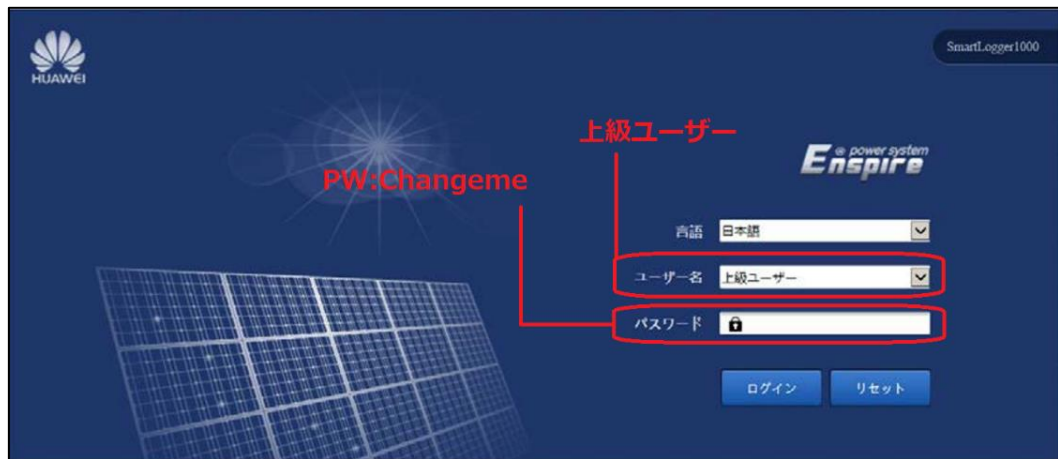 HUAWEI
SmartLogger1000
上級ユーザー
Enspire
@ power system
PW:Changeme
言語 日本語
ユーザー名 上級ユーザー
パスワード
ログイン リセット